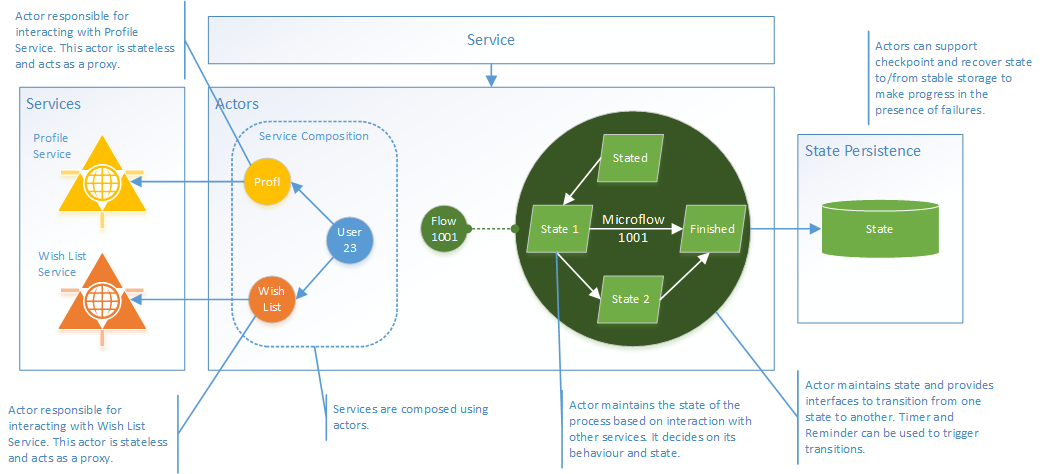 Actor responsible for
interacting with Profile
Service. This actor is stateless
and acts as a proxy.
Service
Actors can support
checkpoint and recover state
to/from stable storage to
make progress in the
presence of failures.
Services
Profile
Service
Wish List
Service
Actors
Service Composition
Profl
User
23
Wish
List
Flow
1001
Stated
State 1
Microflow
1001
Finished
State 2
State Persistence
State
Actor responsible for
interacting with Wish List
Service. This actor is stateless
and acts as a proxy.
Services are composed using
actors.
Actor maintains the state of the
process based on interaction with
other services. It decides on its
behaviour and state.
Actor maintains state and provides
interfaces to transition from one
state to another. Timer and
Reminder can be used to trigger
transitions.